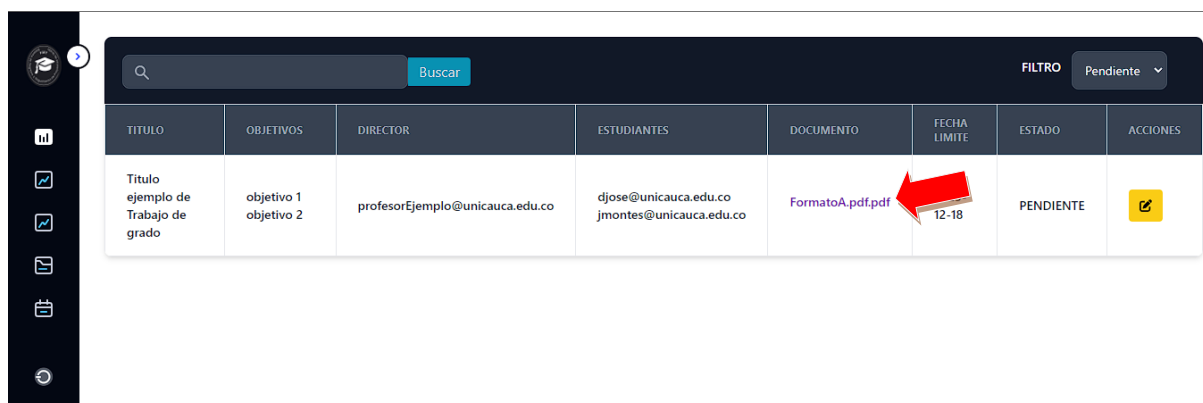 Buscar
FILTRO
Pendiente
TITULO
OBJETIVOS
DIRECTOR
ESTUDIANTES
DOCUMENTO
FECHA
LIMITE
ESTADO
ACCIONES
Titulo
ejemplo de
Trabajo de
grado
objetivo 1
objetivo 2
profesorEjemplo@unicauca.edu.co
djose@unicauca.edu.co
jmontes@unicauca.edu.co
FormatoA.pdf.pdf
12-18
PENDIENTE